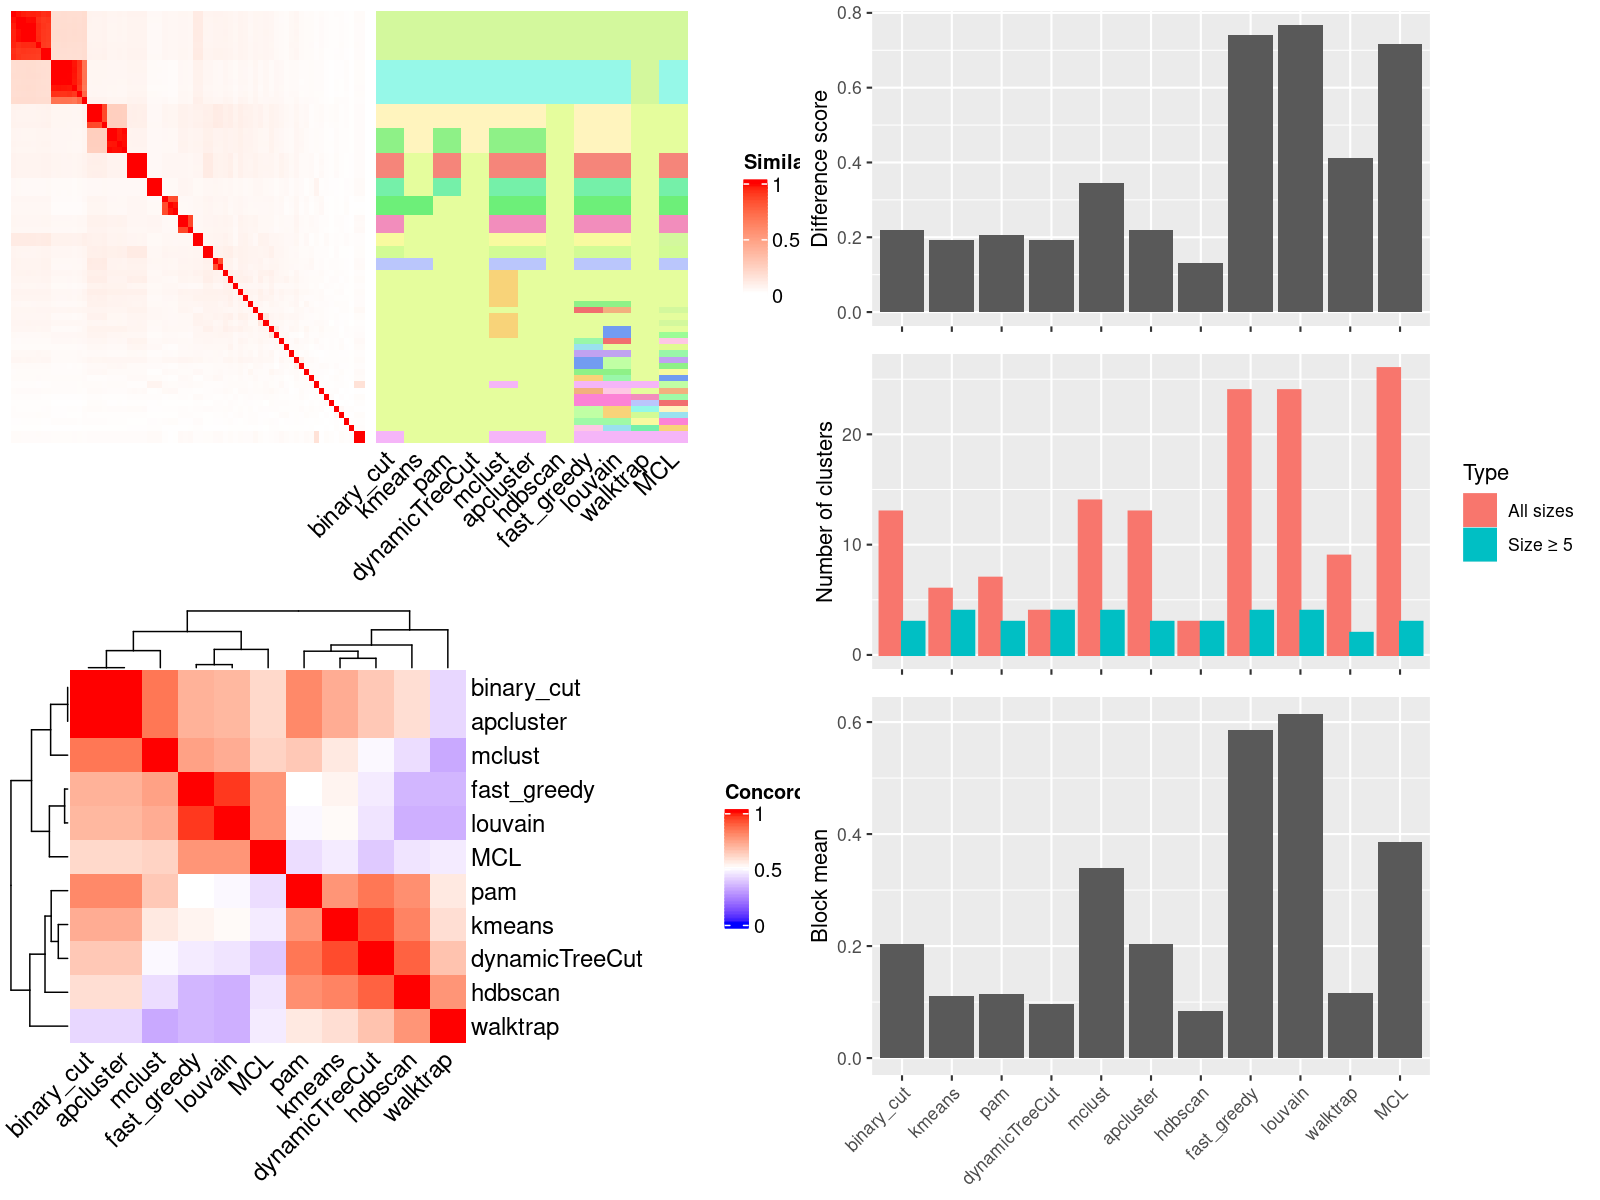 Simila
1
0.5
0
binary_cut
kmeans
pam
dynamicTreeCut
mclust
apcluster
hdbscan
fast_greedy
louvain
walktrap
MCL
binary_cut
apcluster
mclust
fast_greedy
louvain
MCL
pam
kmeans
dynamicTreeCut
hdbscan
walktrap
Concord
1
0.5
0
binary_cut
apcluster
mclust
fast_greedy
louvain
MCL
pam
kmeans
dynamicTreeCut
hdbscan
walktrap
Difference score
0.8
0.6
0.4
0.2
0.0
Number of clusters
20
10
0
Type
All sizes
Size ≥ 5
Block mean
0.6
0.4
0.2
0.0
binary_cut
kmeans
pam
dynamicTreeCut
mclust
apcluster
hdbscan
fast_greedy
louvain
walktrap
MCL